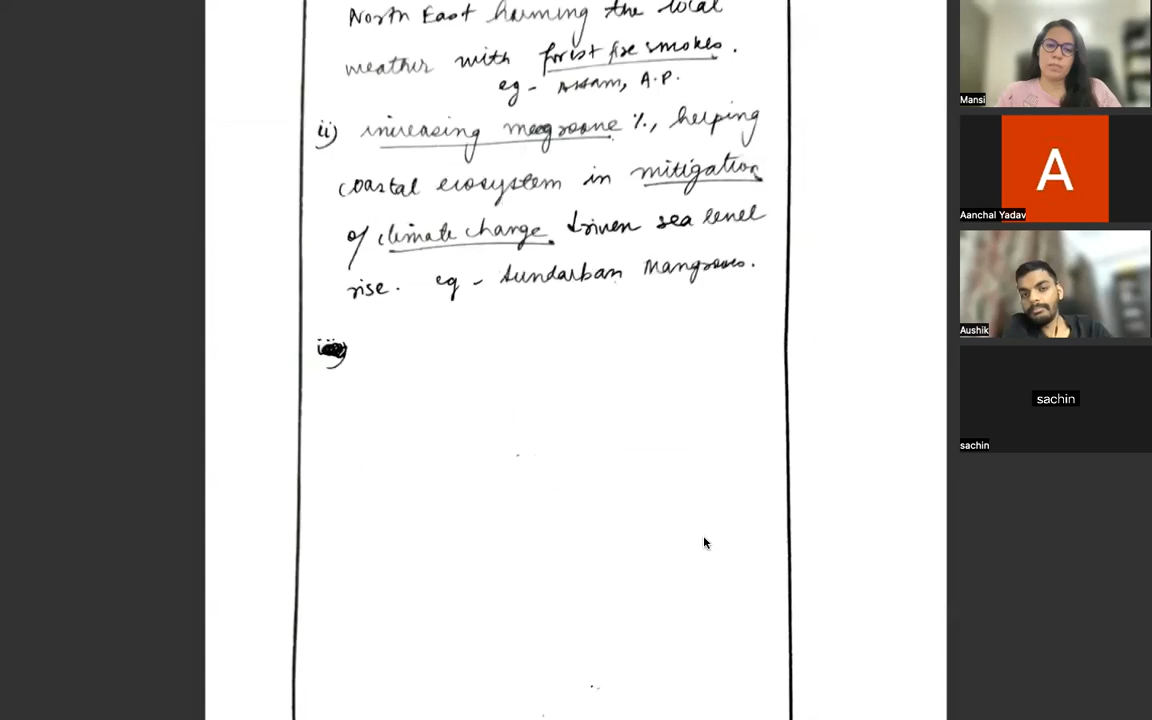 North East harming the local
weather with forest fire smokes.
eg - Assam, A.P.
ii) increasing mangroove %, helping
coastal ecosystem in mitigation
of climate change driven sea level
rise. eg - Sundarban Mangroves.
Mansi
A
Aanchal Yadav
Aushik
sachin
sachin